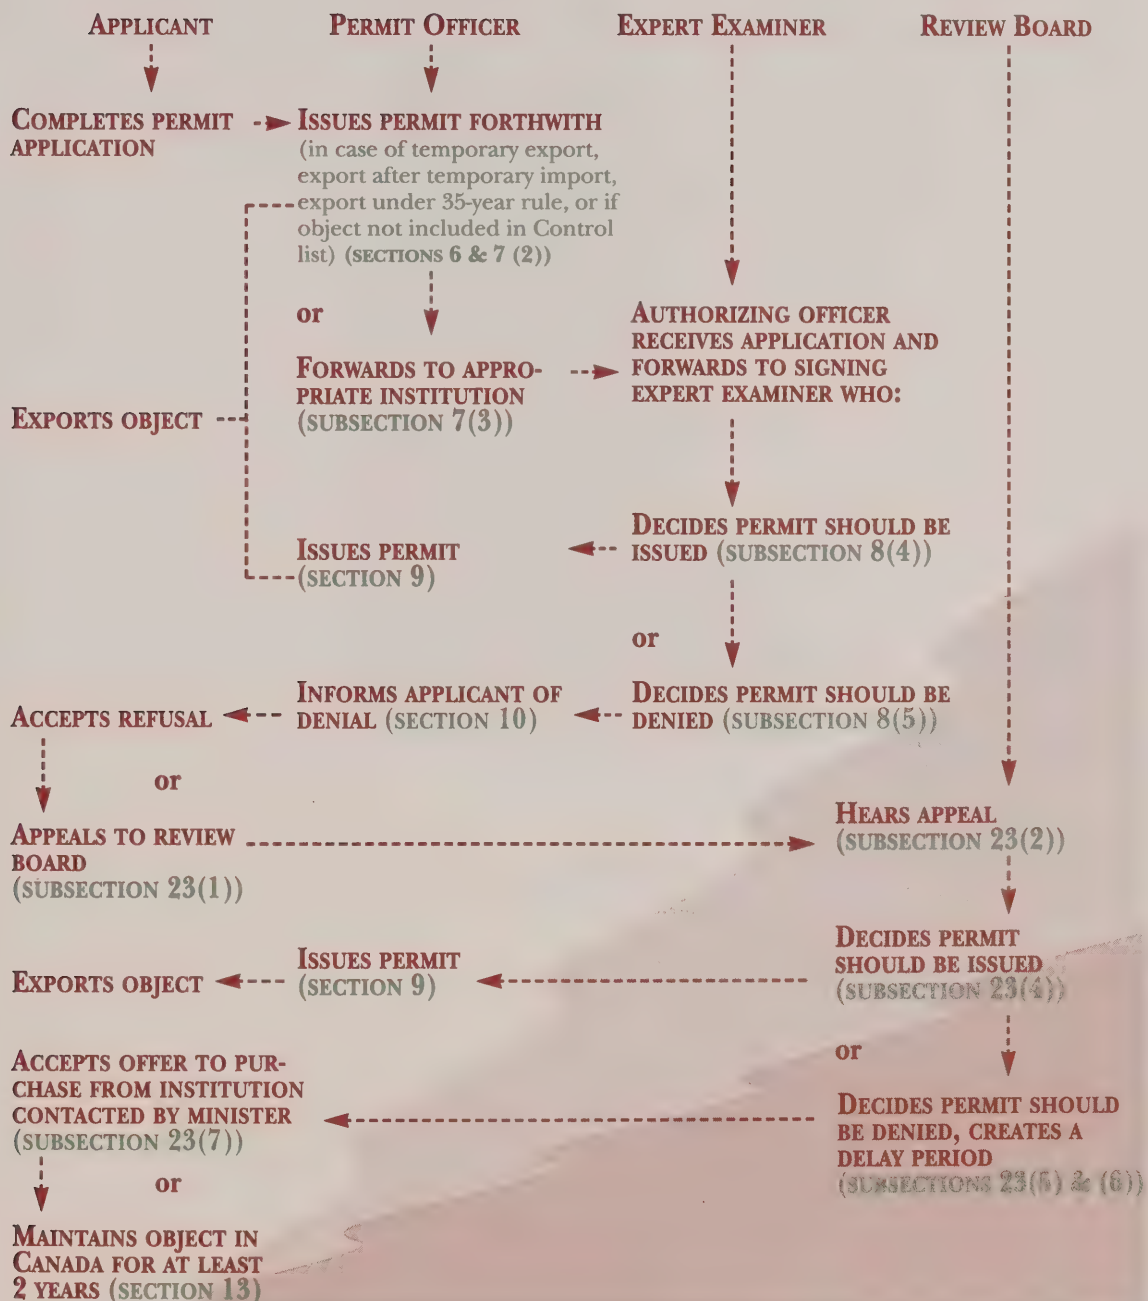 APPLICANT PERMIT OFFICER EXPERT EXAMINER REVIEW BOARD
COMPLETES PERMIT
APPLICATION
ISSUES PERMIT FORTHWITH
(in case of temporary export,
export after temporary import,
export under 35-year rule, or if
object not included in Control
list) (SECTIONS 6 & 7 (2))
or
FORWARDS TO APPRO-
PRIATE INSTITUTION
(SUBSECTION 7(3))
AUTHORIZING OFFICER
RECEIVES APPLICATION AND
FORWARDS TO SIGNING
EXPERT EXAMINER WHO:
EXPORTS OBJECT
DECIDES PERMIT SHOULD BE
ISSUED (SUBSECTION 8(4))
ISSUES PERMIT
(SECTION 9)
or
DECIDES PERMIT SHOULD BE
DENIED (SUBSECTION 8(5))
INFORMS APPLICANT OF
DENIAL (SECTION 10)
ACCEPTS REFUSAL
or
APPEALS TO REVIEW
BOARD
(SUBSECTION 23(1))
HEARS APPEAL
(SUBSECTION 23(2))
DECIDES PERMIT
SHOULD BE ISSUED
(SUBSECTION 23(4))
ISSUES PERMIT
(SECTION 9)
EXPORTS OBJECT
or
DECIDES PERMIT SHOULD
BE DENIED, CREATES A
DELAY PERIOD
(SUBSECTIONS 23(5) & (6))
ACCEPTS OFFER TO PUR-
CHASE FROM INSTITUTION
CONTACTED BY MINISTER
(SUBSECTION 23(7))
or
MAINTAINS OBJECT IN
CANADA FOR AT LEAST
2 YEARS (SECTION 13)